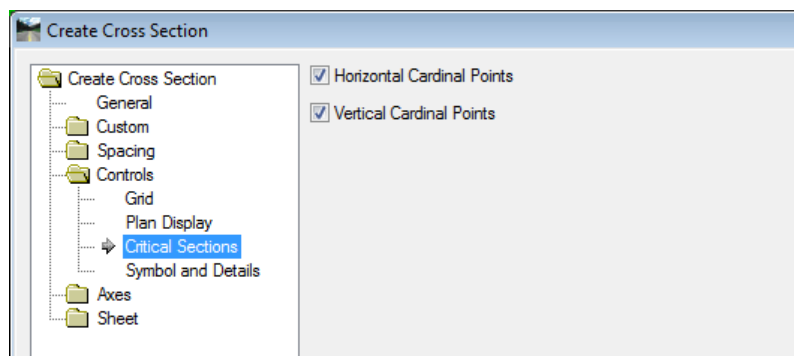 Create Cross Section
Create Cross Section
General
Custom
Spacing
Controls
Grid
Plan Display
Critical Sections
Symbol and Details
Axes
Sheet
Horizontal Cardinal Points
Vertical Cardinal Points